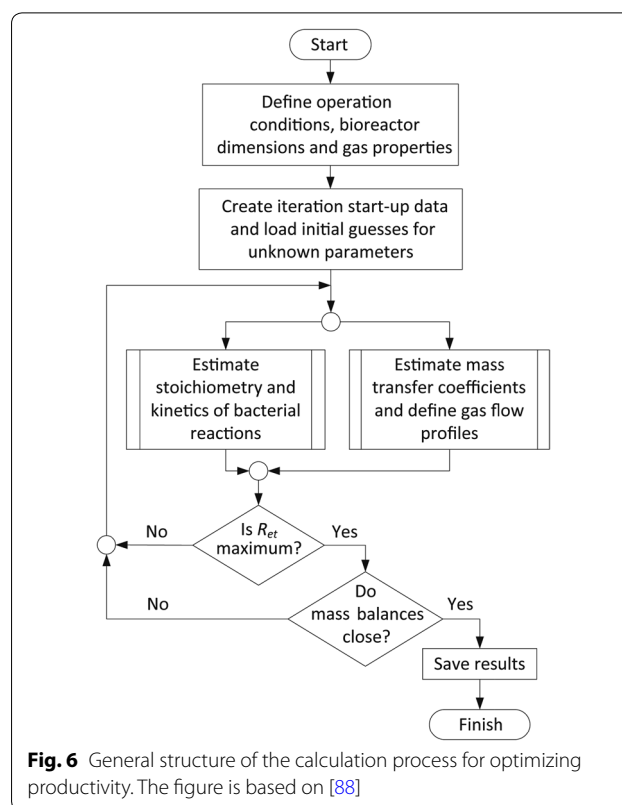 Start
Define operation
conditions, bioreactor
dimensions and gas properties
Create iteration start-up data
and load initial guesses for
unknown parameters
Estimate
stoichiometry and
kinetics of bacterial
reactions
Estimate mass
transfer coefficients
and define gas flow
profiles
No
Is Ret
maximum?
Yes
No
Do
mass balances
close?
Yes
Save results
Finish
Fig. 6 General structure of the calculation process for optimizing
productivity. The figure is based on [88]